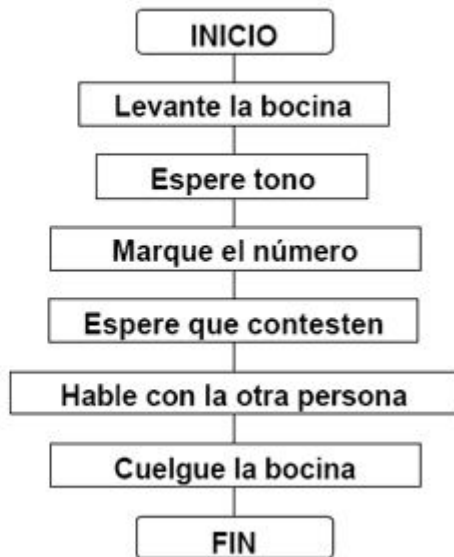 INICIO
Levante la bocina
Espere tono
Marque el número
Espere que contesten
Hable con la otra persona
Cuelgue la bocina
FIN